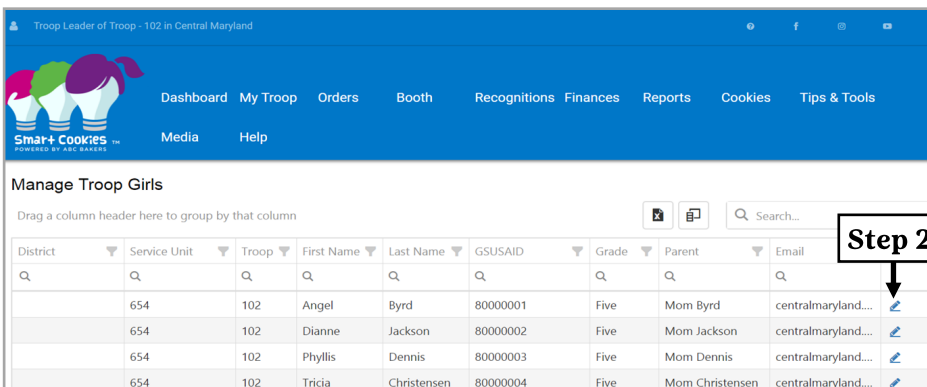 Troop Leader of Troop - 102 in Central Maryland
Dashboard My Troop Orders Booth Recognitions Finances Reports Cookies Tips & Tools
Media Help
Smar+ Cookies TM
POWERED BY ABC BAKERS
Manage Troop Girls
Drag a column header here to group by that column
Search...
Step 2
District Service Unit Troop First Name Last Name GSUSAID Grade Parent Email
654 102 Angel Byrd 80000001 Five Mom Byrd centralmaryland....
654 102 Dianne Jackson 80000002 Five Mom Jackson centralmaryland....
654 102 Phyllis Dennis 80000003 Five Mom Dennis centralmaryland....
654 102 Tricia Christensen 80000004 Five Mom Christensen centralmaryland....